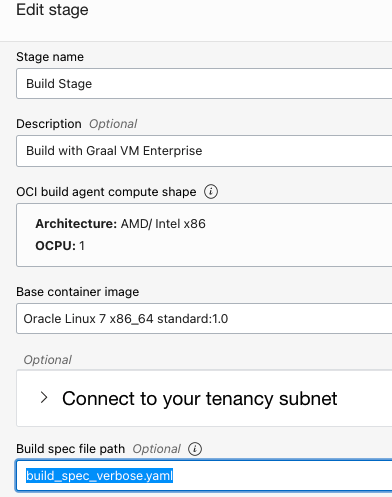 Edit stage
Stage name
Build Stage
Description Optional
Build with Graal VM Enterprise
OCI build agent compute shape
Architecture: AMD/ Intel x86
OCPU: 1
Base container image
Oracle Linux 7 x86_64 standard:1.0
Optional
Connect to your tenancy subnet
Build spec file path Optional
build_spec_verbose.yaml